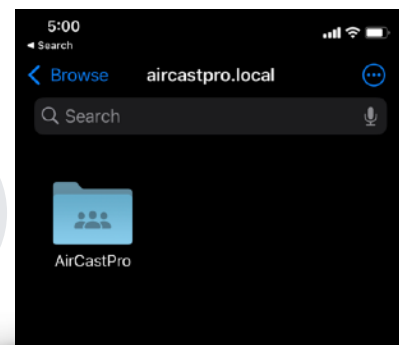 5:00
◀ Search
Browse
aircastpro.local
Search
AirCastPro